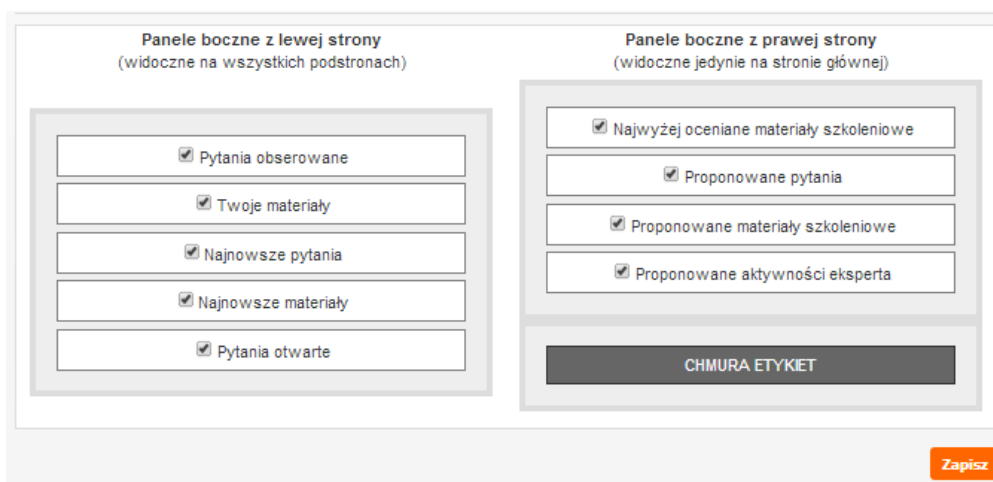 Panele boczne z lewej strony
(widoczne na wszystkich podstronach)
Pytania obserowane
Twoje materiały
Najnowsze pytania
Najnowsze materiały
Pytania otwarte
Panele boczne z prawej strony
(widoczne jedynie na stronie głównej)
Najwyżej oceniane materiały szkoleniowe
Proponowane pytania
Proponowane materiały szkoleniowe
Proponowane aktywności eksperta
CHMURA ETYKIET
Zapisz